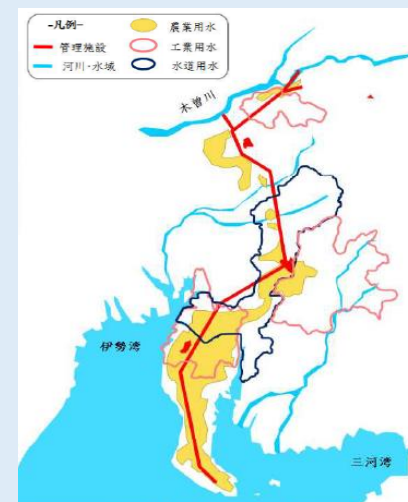 -凡例-
管理施設
河川・水域
農業用水
工業用水
水道用水
木曽川
伊勢湾
三河湾